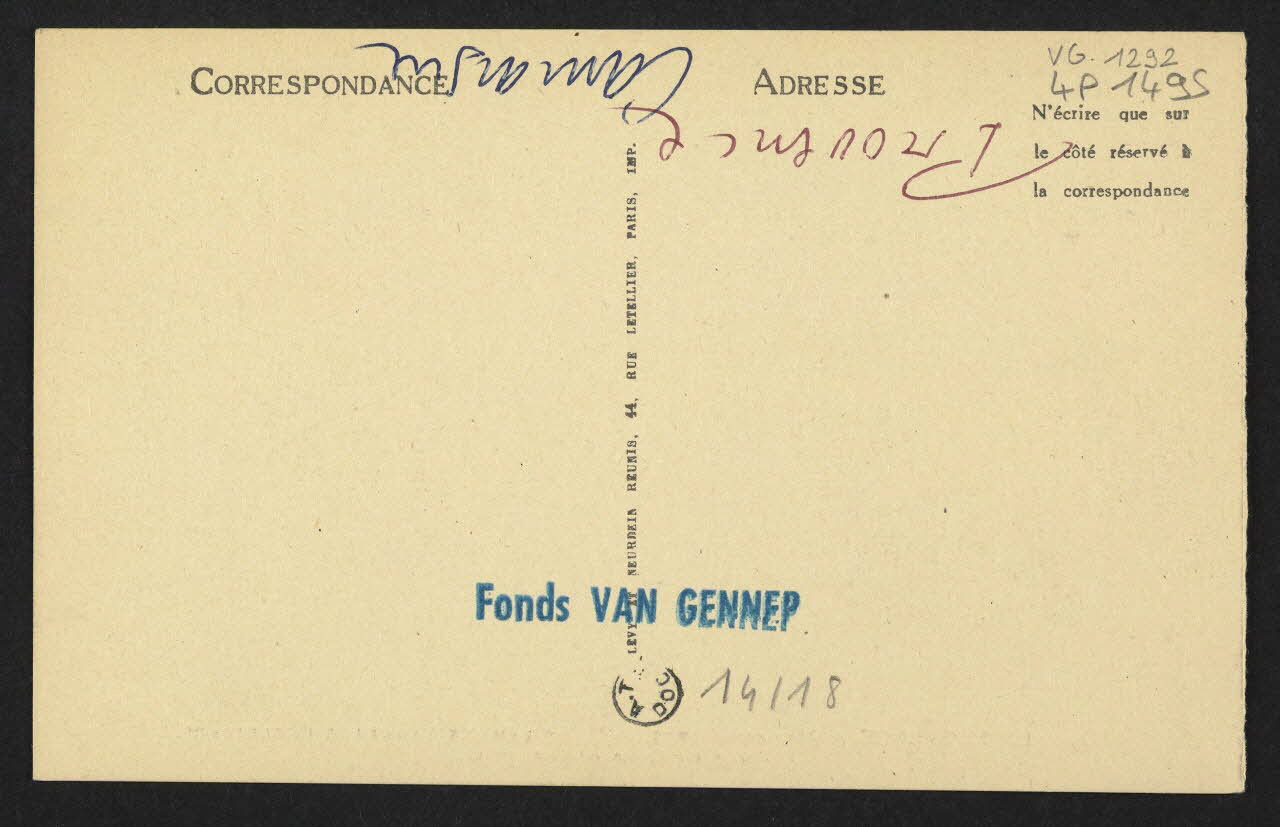 CORRESPONDANCE
ADRESSE
VG. 1292
4P 1495
N'écrire que sur
le côté réservé à
la correspondance
Provence
LEVY ET NEURDEIN REUNIS, 44, RUE LETELLIER, PARIS, IMP.
Fonds VAN GENNEP
A.T.
DOC
14/18